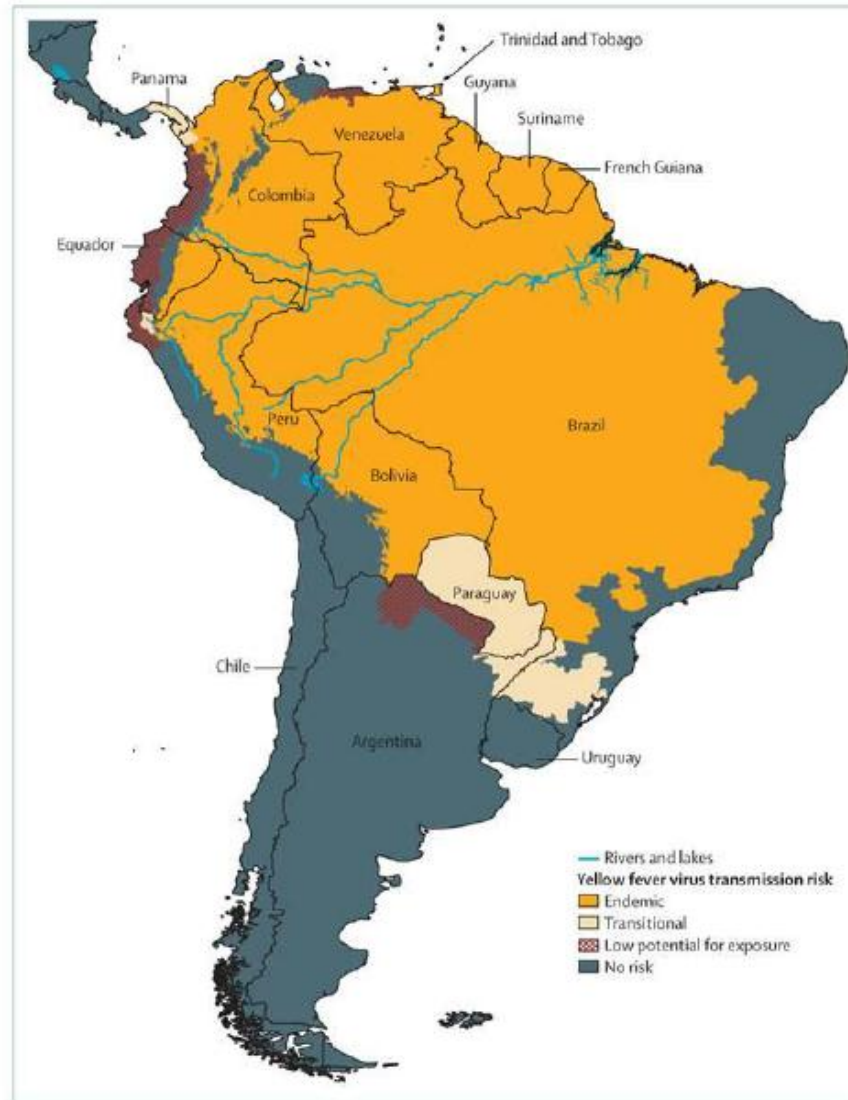 Trinidad and Tobago
Panama
Guyana
Suriname
Venezuela
French Guiana
Colombia
Equador
Peru
Brazil
Bolivia
Paraguay
Chile
Argentina
Uruguay
Rivers and lakes
Yellow fever virus transmission risk
Endemic
Transitional
Low potential for exposure
No risk